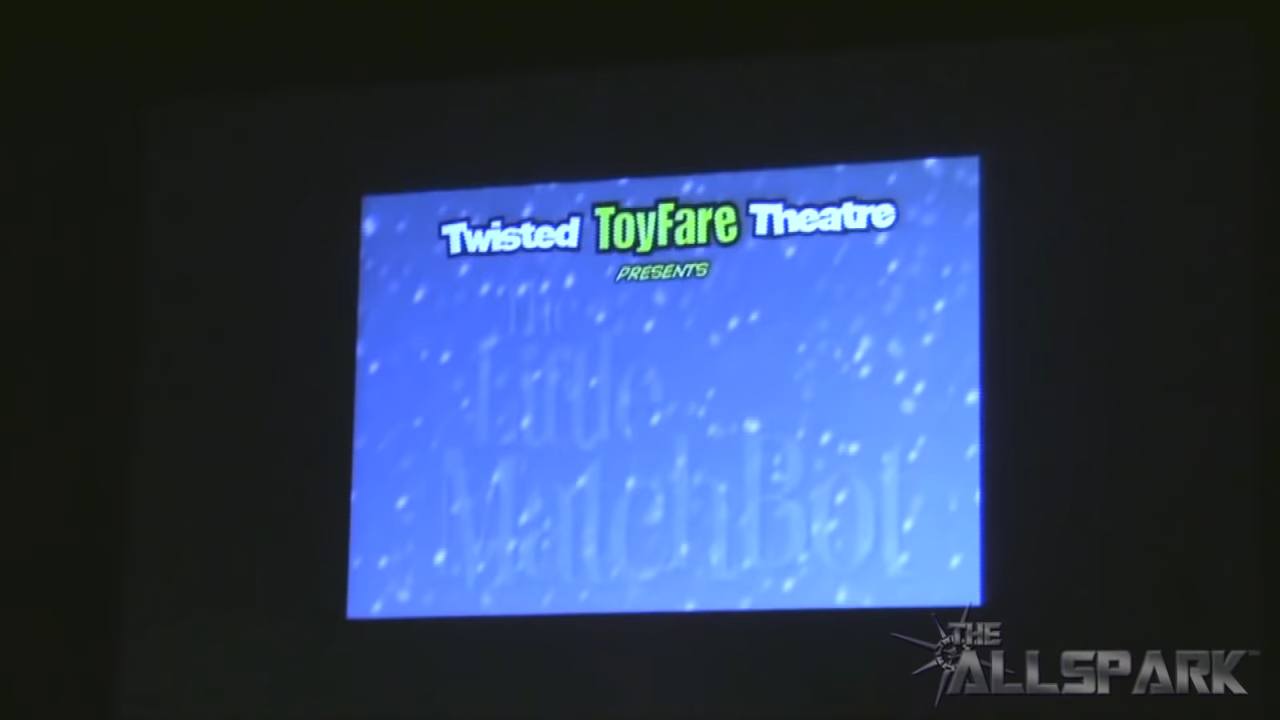 Twisted ToyFare Theatre
PRESENTS
The
Little
MatchBot
THE
ALLSPARK